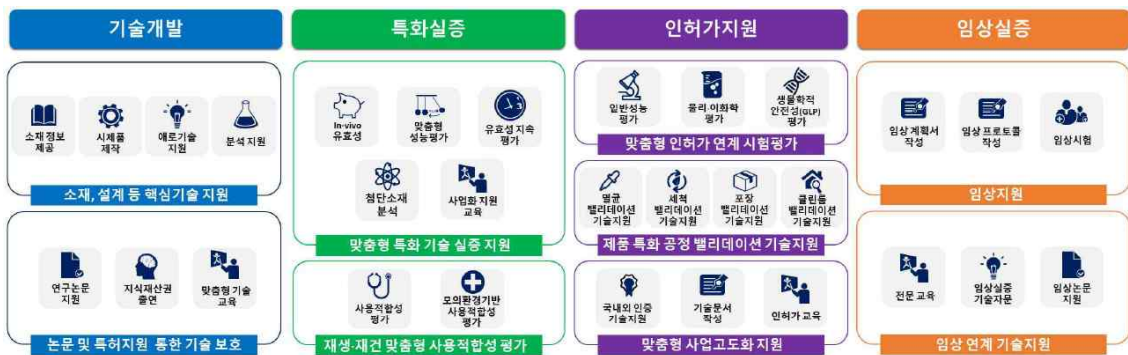 기술개발
소재 정보
제공
시제품
제작
애로기술
지원
분석 지원
소재, 설계 등 핵심기술 지원
연구논문
지원
지식재산권
출연
맞춤형 기술
교육
논문 및 특허지원 통한 기술 보호
특화실증
In-vivo
유효성
맞춤형
성능평가
유효성 지속
평가
첨단소재
분석
사업화 지원
교육
맞춤형 특화 기술 실증 지원
사용적합성
평가
모의환경기반
사용적합성
평가
재생·재건 맞춤형 사용적합성 평가
인허가지원
일반성능
평가
물리·이화학
평가
생물학적
안전성(GLP)
평가
맞춤형 인허가 연계 시험평가
멸균
밸리데이션
기술지원
세척
밸리데이션
기술지원
포장
밸리데이션
기술지원
클린룸
밸리데이션
기술지원
제품 특화 공정 밸리데이션 기술지원
국내외 인증
기술지원
기술문서
작성
인허가 교육
맞춤형 사업고도화 지원
임상실증
임상 계획서
작성
임상 프로토콜
작성
임상시험
임상지원
전문 교육
임상실증
기술자문
임상논문
지원
임상 연계 기술지원